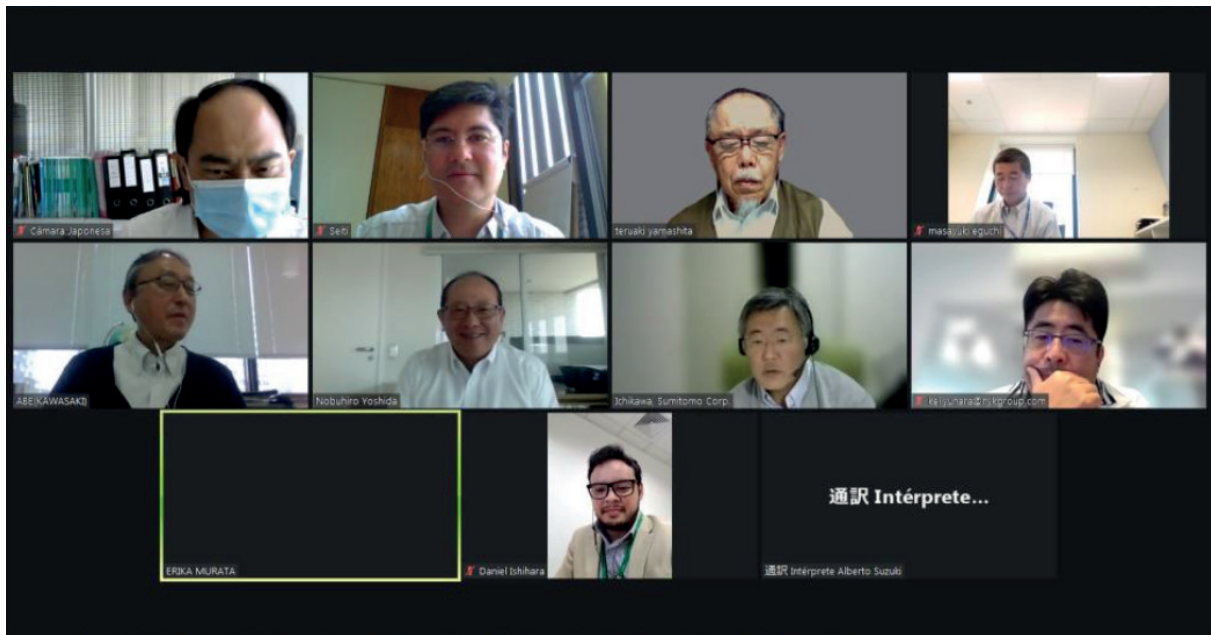 Cámara Japonesa
Seiti
teruaki yamashita
masayuki eguchi
ABE(KAWASAKI)
Nobuhiro Yoshida
Ichikawa, Sumitomo Corp.
ERIKA MURATA
Daniel Ishihara
通訳 Intérprete...
通訳 Intérprete Alberto Suzuki